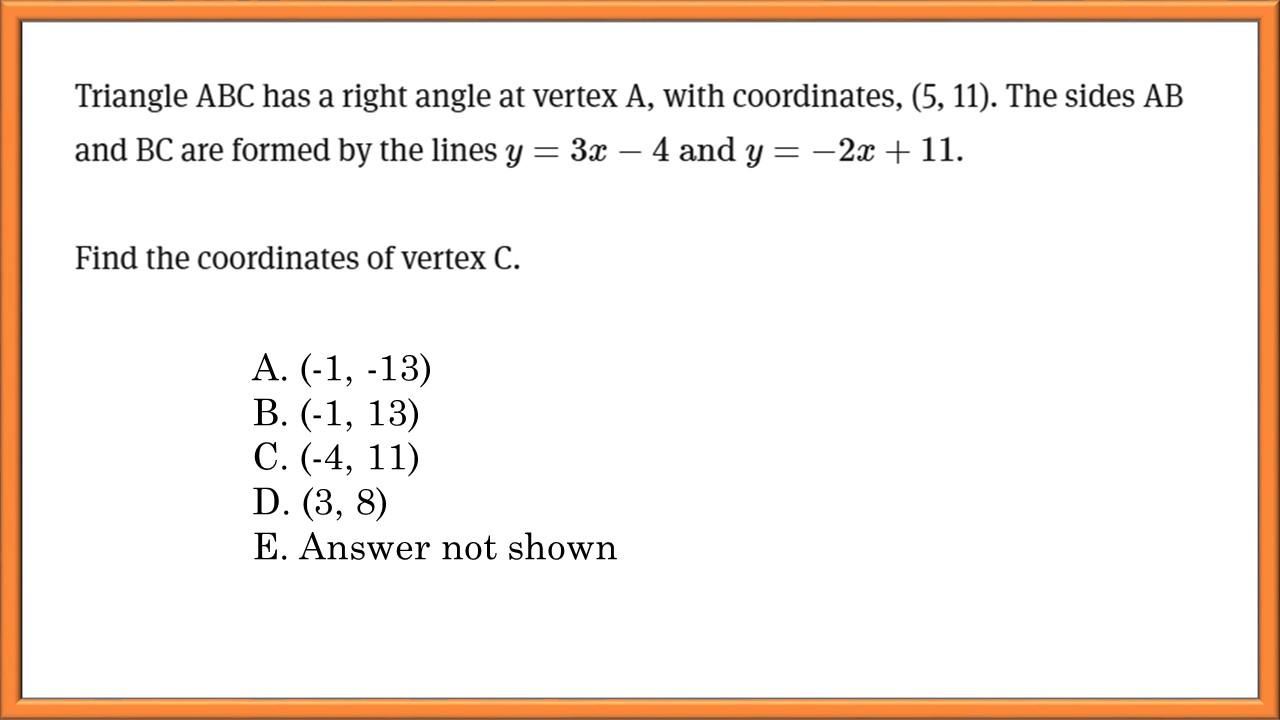 Triangle ABC has a right angle at vertex A, with coordinates, (5, 11). The sides AB
and BC are formed by the lines y = 3x − 4 and y = −2x + 11.
Find the coordinates of vertex C.
A. (-1, -13)
B. (-1, 13)
C. (-4, 11)
D. (3, 8)
E. Answer not shown